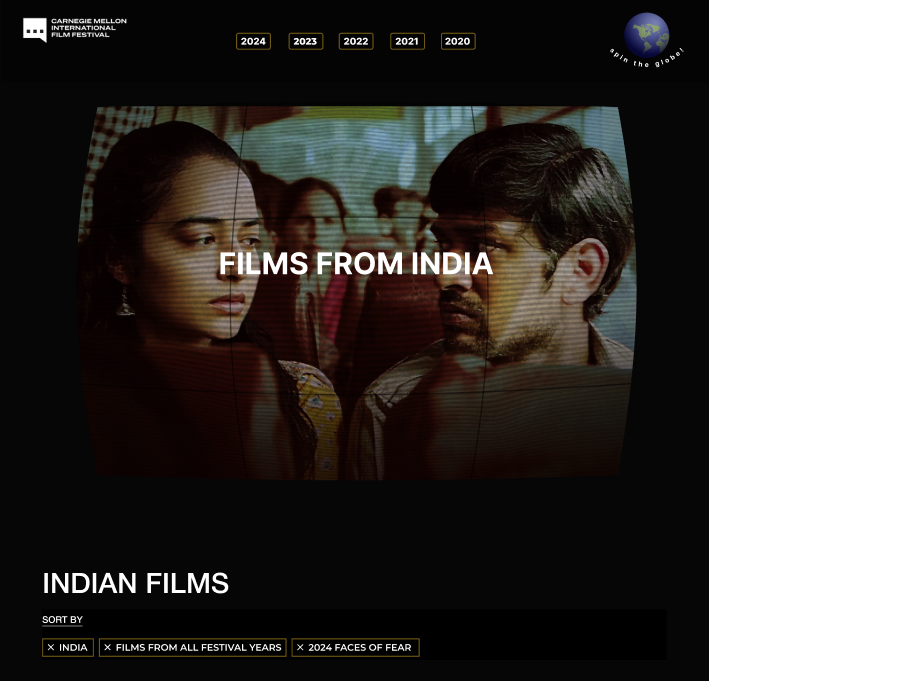 CARNEGIE MELLON
INTERNATIONAL
FILM FESTIVAL
2024 2023 2022 2021 2020
spin the globe!
FILMS FROM INDIA
INDIAN FILMS
SORT BY
× INDIA × FILMS FROM ALL FESTIVAL YEARS × 2024 FACES OF FEAR